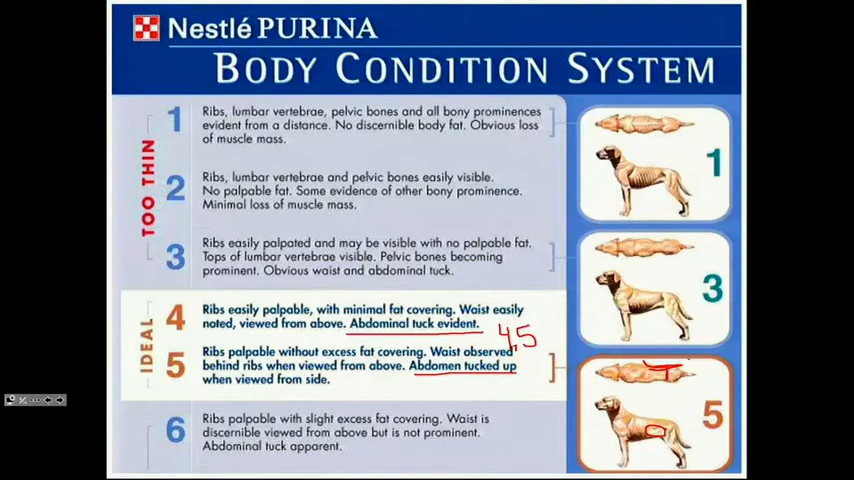 Nestlé PURINA
BODY CONDITION SYSTEM
TOO THIN
1 Ribs, lumbar vertebrae, pelvic bones and all bony prominences
evident from a distance. No discernible body fat. Obvious loss
of muscle mass.
2 Ribs, lumbar vertebrae and pelvic bones easily visible.
No palpable fat. Some evidence of other bony prominence.
Minimal loss of muscle mass.
3 Ribs easily palpated and may be visible with no palpable fat.
Tops of lumbar vertebrae visible. Pelvic bones becoming
prominent. Obvious waist and abdominal tuck.
IDEAL
4 Ribs easily palpable, with minimal fat covering. Waist easily
noted, viewed from above. Abdominal tuck evident.
4,5
5 Ribs palpable without excess fat covering. Waist observed
behind ribs when viewed from above. Abdomen tucked up
when viewed from side.
6 Ribs palpable with slight excess fat covering. Waist is
discernible viewed from above but is not prominent.
Abdominal tuck apparent.
1
3
5